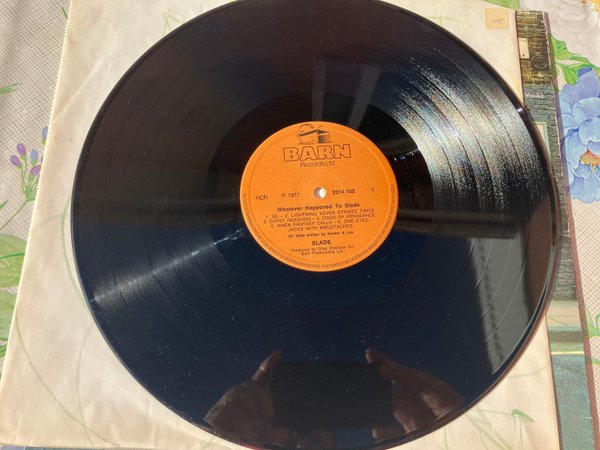 BARN
Records Ltd
ncb
℗ 1977
2314 103
1
Whatever Happened To Slade
1. BE - 2. LIGHTNING NEVER STRIKES TWICE
3. GYPSY ROADHOG - 4. DOGS OF VENGEANCE
5. WHEN FANTASY CALLS - 6. ONE EYED
JACKS WITH MOUSTACHES
All titles written by Holder & Lea
SLADE
Produced by Chas Chandler for
Barn Productions Ltd